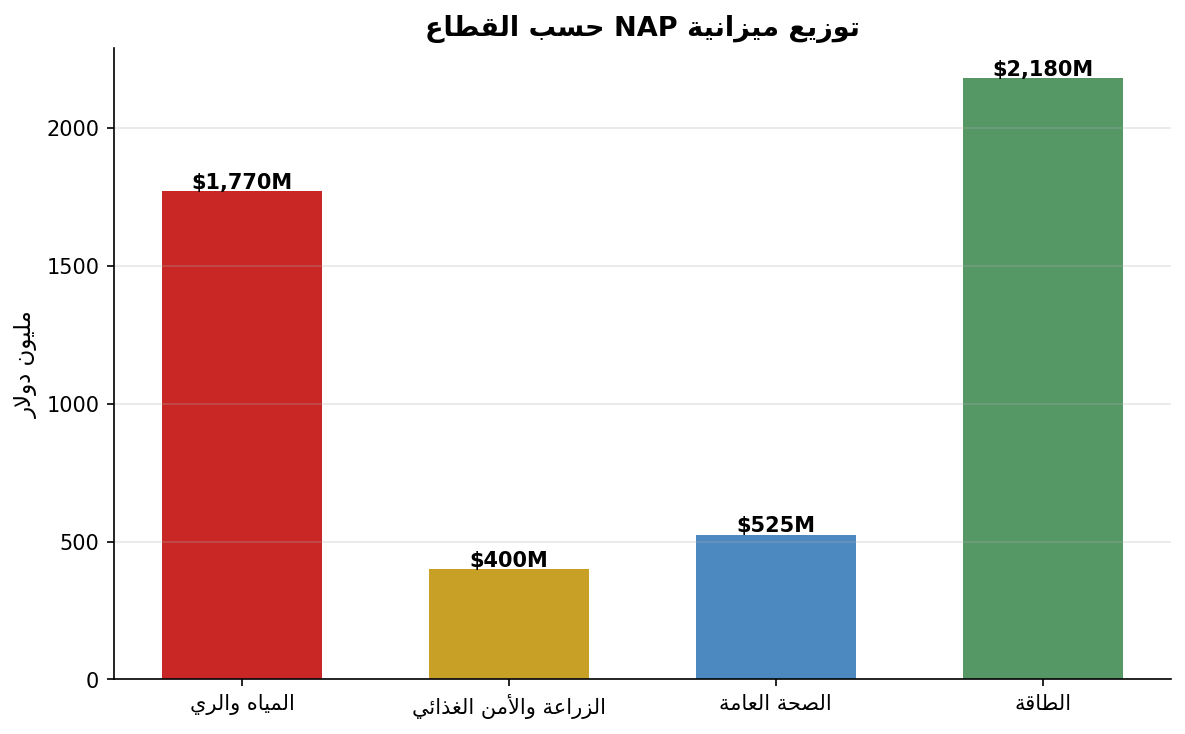 توزيع ميزانية NAP حسب القطاع
مليون دولار
2000
1500
1000
500
0
$1,770M
$400M
$525M
$2,180M
المياه والري
الزراعة والأمن الغذائي
الصحة العامة
الطاقة